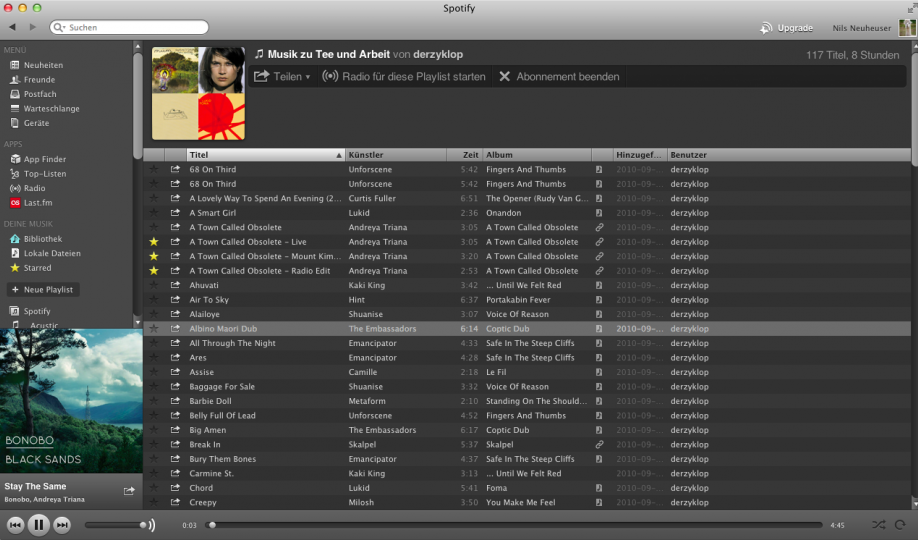 Spotify
Suchen
Upgrade
Nils Neuheuser
MENU
Neuheiten
Freunde
Postfach
Warteschlange
Geräte
APPS
App Finder
Top-Listen
Radio
Last.fm
DEINE MUSIK
Bibliothek
Lokale Dateien
Starred
+ Neue Playlist
Spotify
Acustic
BONOBO
BLACK SANDS
Stay The Same
Bonobo, Andreya Triana
Musik zu Tee und Arbeit von derzyklop
117 Titel, 8 Stunden
Teilen
Radio für diese Playlist starten
Abonnement beenden
Titel Künstler Zeit Album Hinzugef... Benutzer
68 On Third Unforscene 5:42 Fingers And Thumbs 2010-09-... derzyklop
68 On Third Unforscene 5:42 Fingers And Thumbs 2010-09-... derzyklop
A Lovely Way To Spend An Evening (2... Curtis Fuller 6:51 The Opener (Rudy Van G... 2010-09-... derzyklop
A Smart Girl Lukid 2:36 Onandon 2010-09-... derzyklop
A Town Called Obsolete Andreya Triana 3:05 A Town Called Obsolete 2010-09-... derzyklop
A Town Called Obsolete - Live Andreya Triana 3:05 A Town Called Obsolete 2010-09-... derzyklop
A Town Called Obsolete - Mount Kim... Andreya Triana 3:20 A Town Called Obsolete 2010-09-... derzyklop
A Town Called Obsolete - Radio Edit Andreya Triana 2:53 A Town Called Obsolete 2010-09-... derzyklop
Ahuvati Kaki King 3:42 ... Until We Felt Red 2010-09-... derzyklop
Air To Sky Hint 6:37 Portakabin Fever 2010-09-... derzyklop
Alailoye Shuanise 3:07 Voice Of Reason 2010-09-... derzyklop
Albino Maori Dub The Embassadors 6:14 Coptic Dub 2010-09-... derzyklop
All Through The Night Emancipator 4:33 Safe In The Steep Cliffs 2010-09-... derzyklop
Ares Emancipator 4:28 Safe In The Steep Cliffs 2010-09-... derzyklop
Assise Camille 2:18 Le Fil 2010-09-... derzyklop
Baggage For Sale Shuanise 3:32 Voice Of Reason 2010-09-... derzyklop
Barbie Doll Metaform 2:10 Standing On The Should... 2010-09-... derzyklop
Belly Full Of Lead Unforscene 4:52 Fingers And Thumbs 2010-09-... derzyklop
Big Amen The Embassadors 6:17 Coptic Dub 2010-09-... derzyklop
Break In Skalpel 5:37 Skalpel 2010-09-... derzyklop
Bury Them Bones Emancipator 4:37 Safe In The Steep Cliffs 2010-09-... derzyklop
Carmine St. Kaki King 3:13 ... Until We Felt Red 2010-09-... derzyklop
Chord Lukid 5:41 Foma 2010-09-... derzyklop
Creepy Milosh 3:50 You Make Me Feel 2010-09-... derzyklop
0:03
4:45